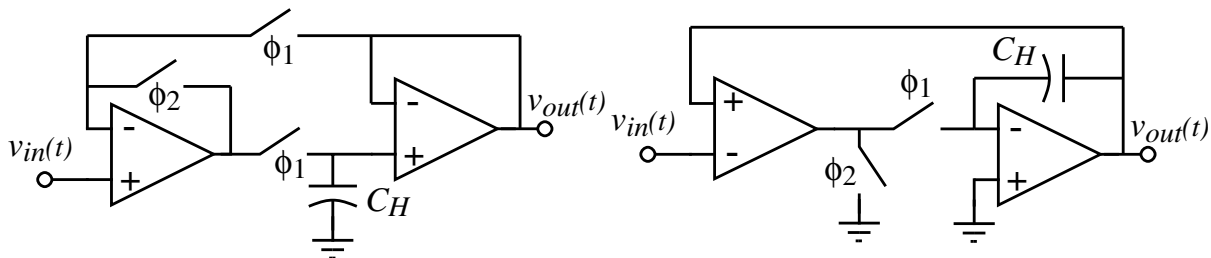 ϕ1
ϕ2
-
-
vin(t)
+
ϕ1
+
vout(t)
CH
CH
ϕ1
+
-
vin(t)
-
+
vout(t)
ϕ2